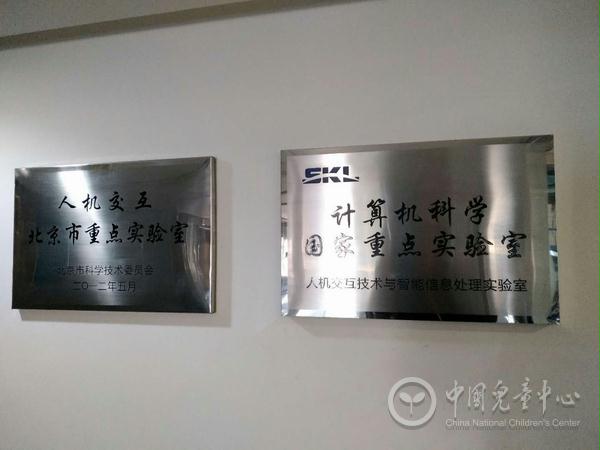 人机交互
北京市重点实验室
北京市科学技术委员会
二〇一二年五月
SKL
计算机科学
国家重点实验室
人机交互技术与智能信息处理实验室
中國兒童中心
China National Children's Center